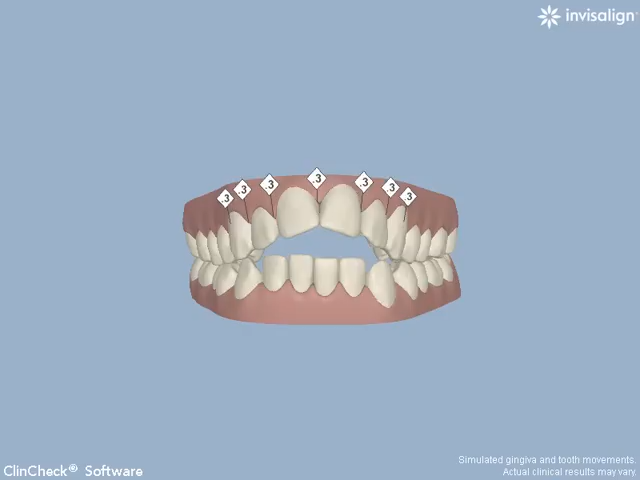 invisalign
.3 .3 .3 .3 .3 .3 .3
ClinCheck® Software
Simulated gingiva and tooth movements.
Actual clinical results may vary.